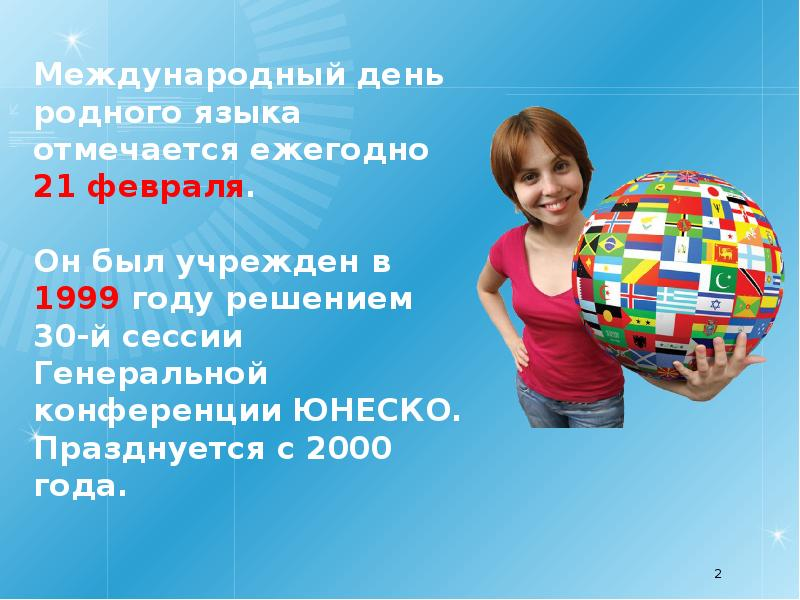 Международный день
родного языка
отмечается ежегодно
21 февраля.
Он был учрежден в
1999 году решением
30-й сессии
Генеральной
конференции ЮНЕСКО.
Празднуется с 2000
года.
2